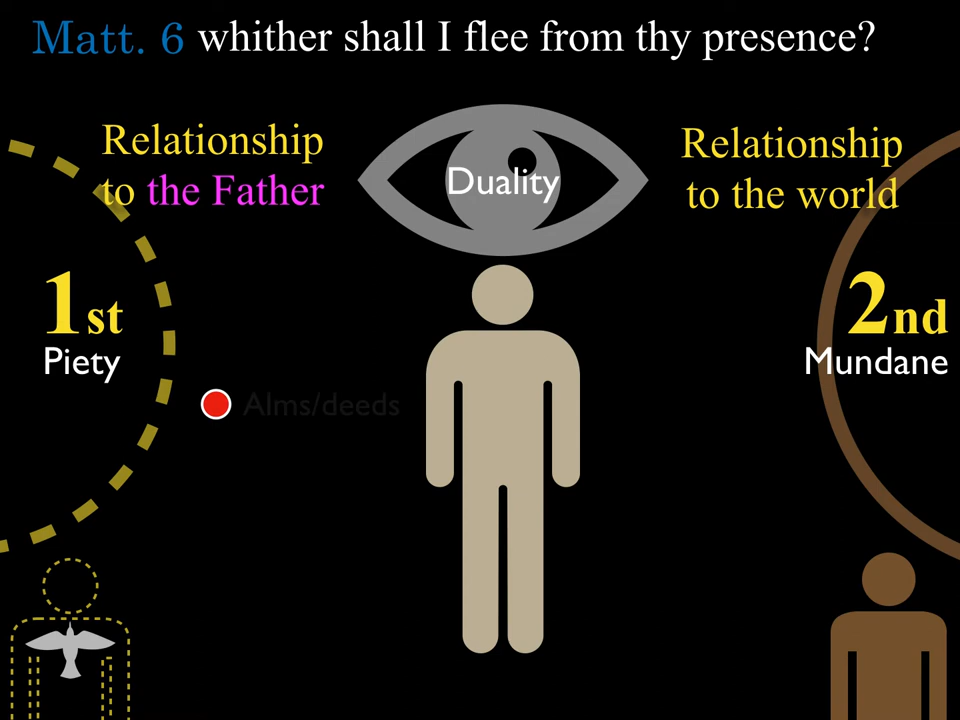 Matt. 6 whither shall I flee from thy presence?
Relationship
to the Father
Duality
Relationship
to the world
1st
Piety
2nd
Mundane
Alms/deeds